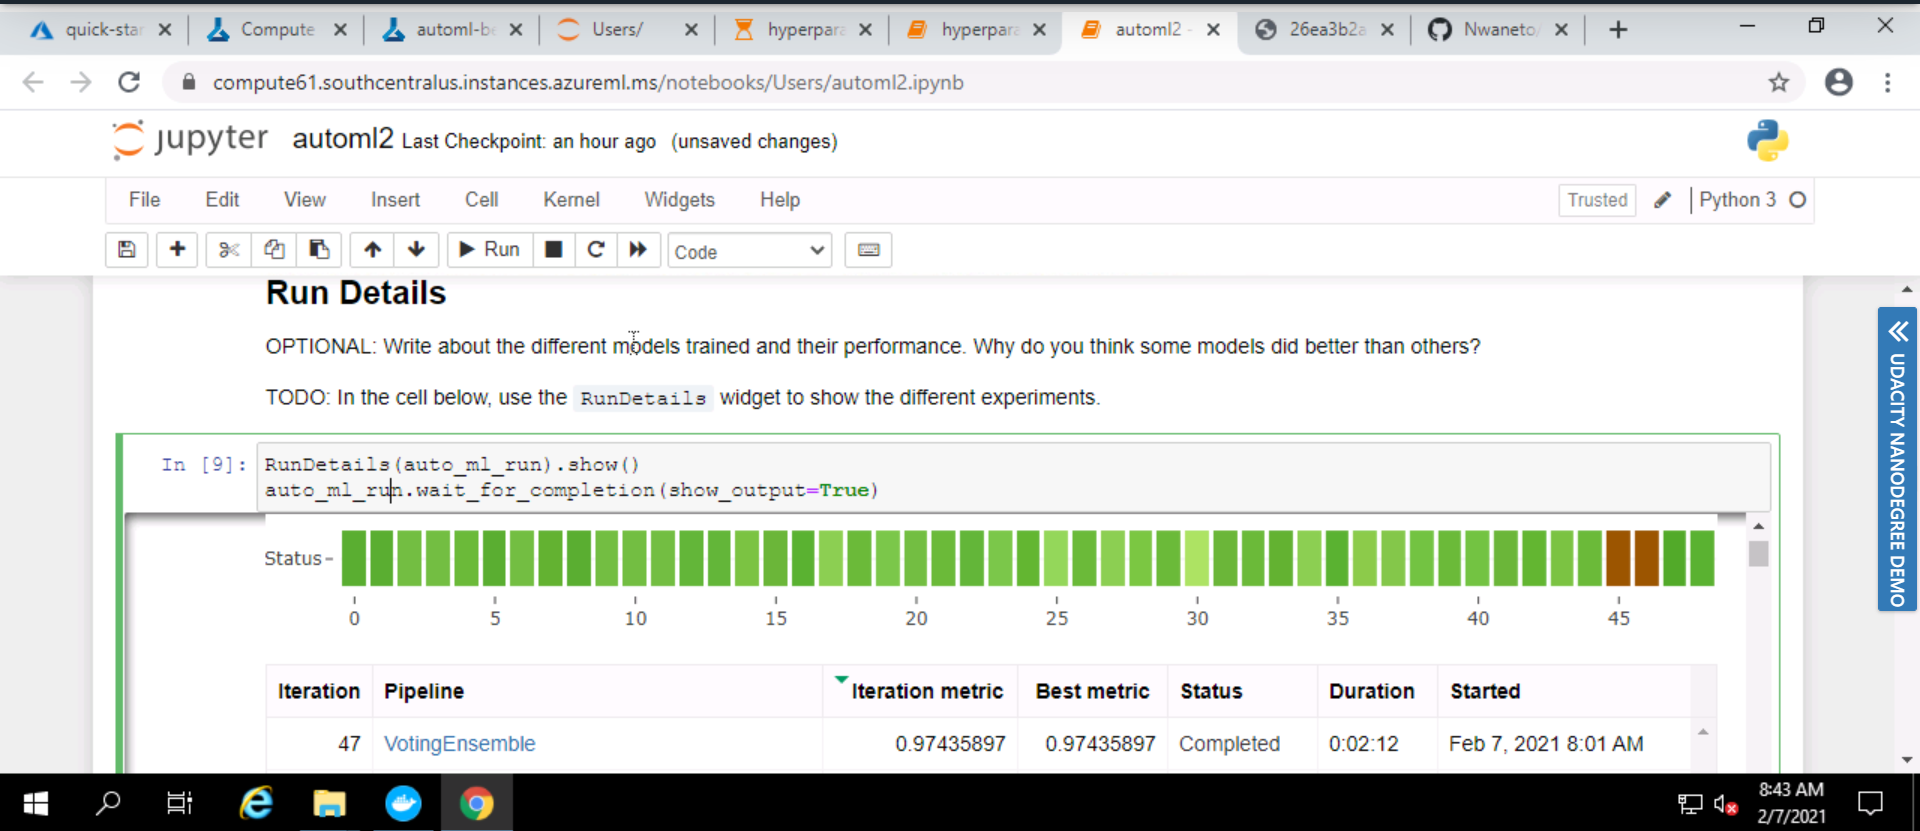 quick-star
Compute
automl-be
Users/
hyperpara
hyperpara
automl2 -
26ea3b2a
Nwaneto/
compute61.southcentralus.instances.azureml.ms/notebooks/Users/automl2.ipynb
jupyter automl2 Last Checkpoint: an hour ago (unsaved changes)
File Edit View Insert Cell Kernel Widgets Help Trusted Python 3
Run Code
Run Details
OPTIONAL: Write about the different models trained and their performance. Why do you think some models did better than others?
TODO: In the cell below, use the RunDetails widget to show the different experiments.
In [9]: RunDetails(auto_ml_run).show()
auto_ml_run.wait_for_completion(show_output=True)
Status
0 5 10 15 20 25 30 35 40 45
Iteration Pipeline Iteration metric Best metric Status Duration Started
47 VotingEnsemble 0.97435897 0.97435897 Completed 0:02:12 Feb 7, 2021 8:01 AM
UDACITY NANODEGREE DEMO
8:43 AM
2/7/2021